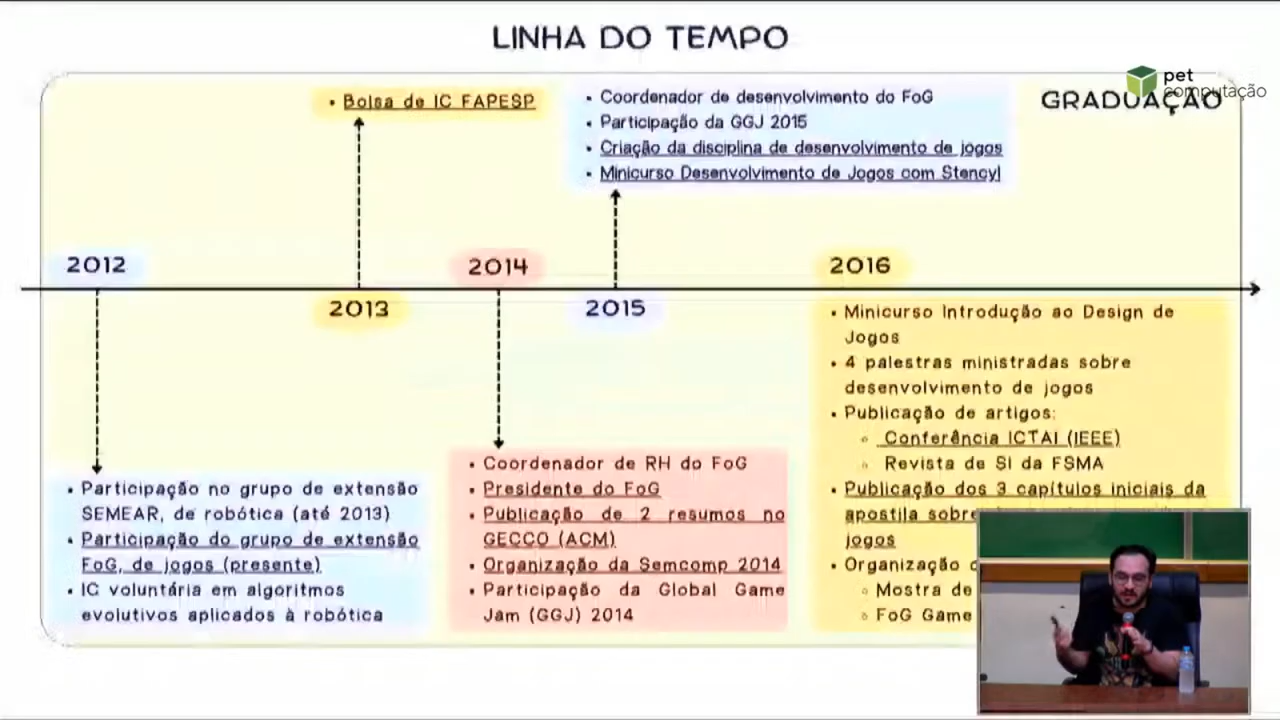 LINHA DO TEMPO
pet
computação
GRADUAÇÃO
• Bolsa de IC FAPESP
• Coordenador de desenvolvimento do FoG
• Participação da GGJ 2015
• Criação da disciplina de desenvolvimento de jogos
• Minicurso Desenvolvimento de Jogos com Stencyl
2012
2014
2016
2013
2015
• Participação no grupo de extensão
SEMEAR, de robótica (até 2013)
• Participação do grupo de extensão
FoG, de jogos (presente)
• IC voluntária em algoritmos
evolutivos aplicados à robótica
• Coordenador de RH do FoG
• Presidente do FoG
• Publicação de 2 resumos no
GECCO (ACM)
• Organização da Semcomp 2014
• Participação da Global Game
Jam (GGJ) 2014
• Minicurso Introdução ao Design de
Jogos
• 4 palestras ministradas sobre
desenvolvimento de jogos
• Publicação de artigos:
◦ Conferência ICTAI (IEEE)
◦ Revista de SI da FSMA
• Publicação dos 3 capítulos iniciais da
apostila sobre
jogos
• Organização
◦ Mostra de
◦ FoG Game